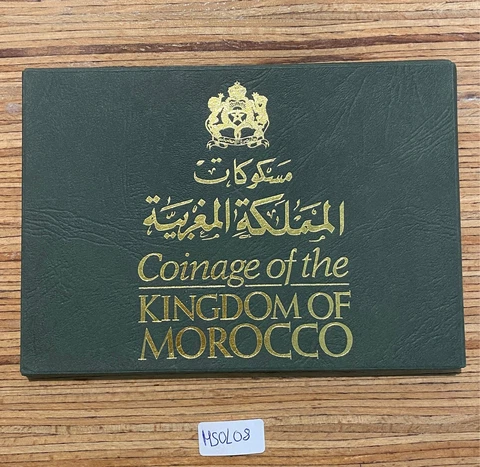 مسكوكات
المملكة المغربية
Coinage of the
KINGDOM OF
MOROCCO
MSOL08